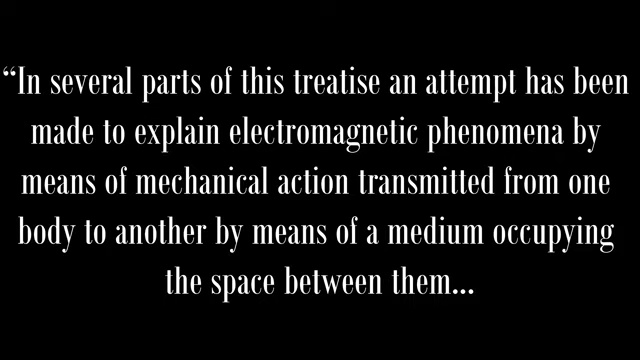 “In several parts of this treatise an attempt has been
made to explain electromagnetic phenomena by
means of mechanical action transmitted from one
body to another by means of a medium occupying
the space between them...